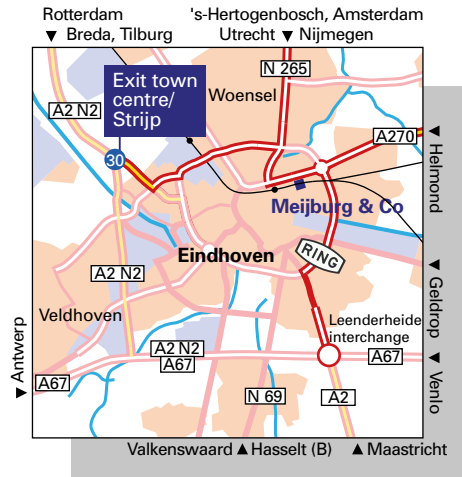 Rotterdam
Breda, Tilburg
's-Hertogenbosch, Amsterdam
Utrecht
Nijmegen
N 265
Exit town
centre/
Strijp
Woensel
A2 N2
A270
30
Helmond
Meijburg & Co
Eindhoven
RING
A2 N2
Geldrop
Veldhoven
Leenderheide
interchange
A2 N2
A67
A67
Antwerp
Venlo
A67
N 69
A2
Valkenswaard
Hasselt (B)
Maastricht